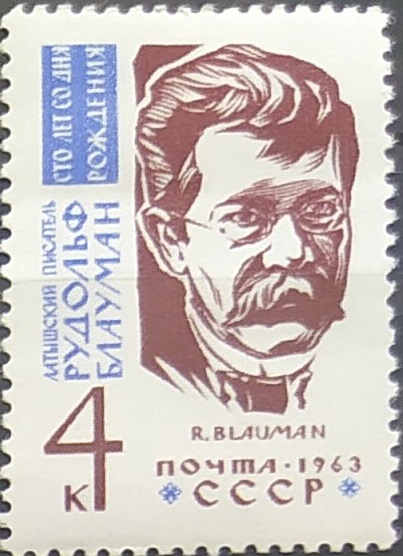 СТО ЛЕТ СО ДНЯ
РОЖДЕНИЯ
ЛАТЫШСКИЙ ПИСАТЕЛЬ
РУДОЛЬФ
БЛАУМАН
4
К
R. BLAUMAN
ПОЧТА · 1963
СССР